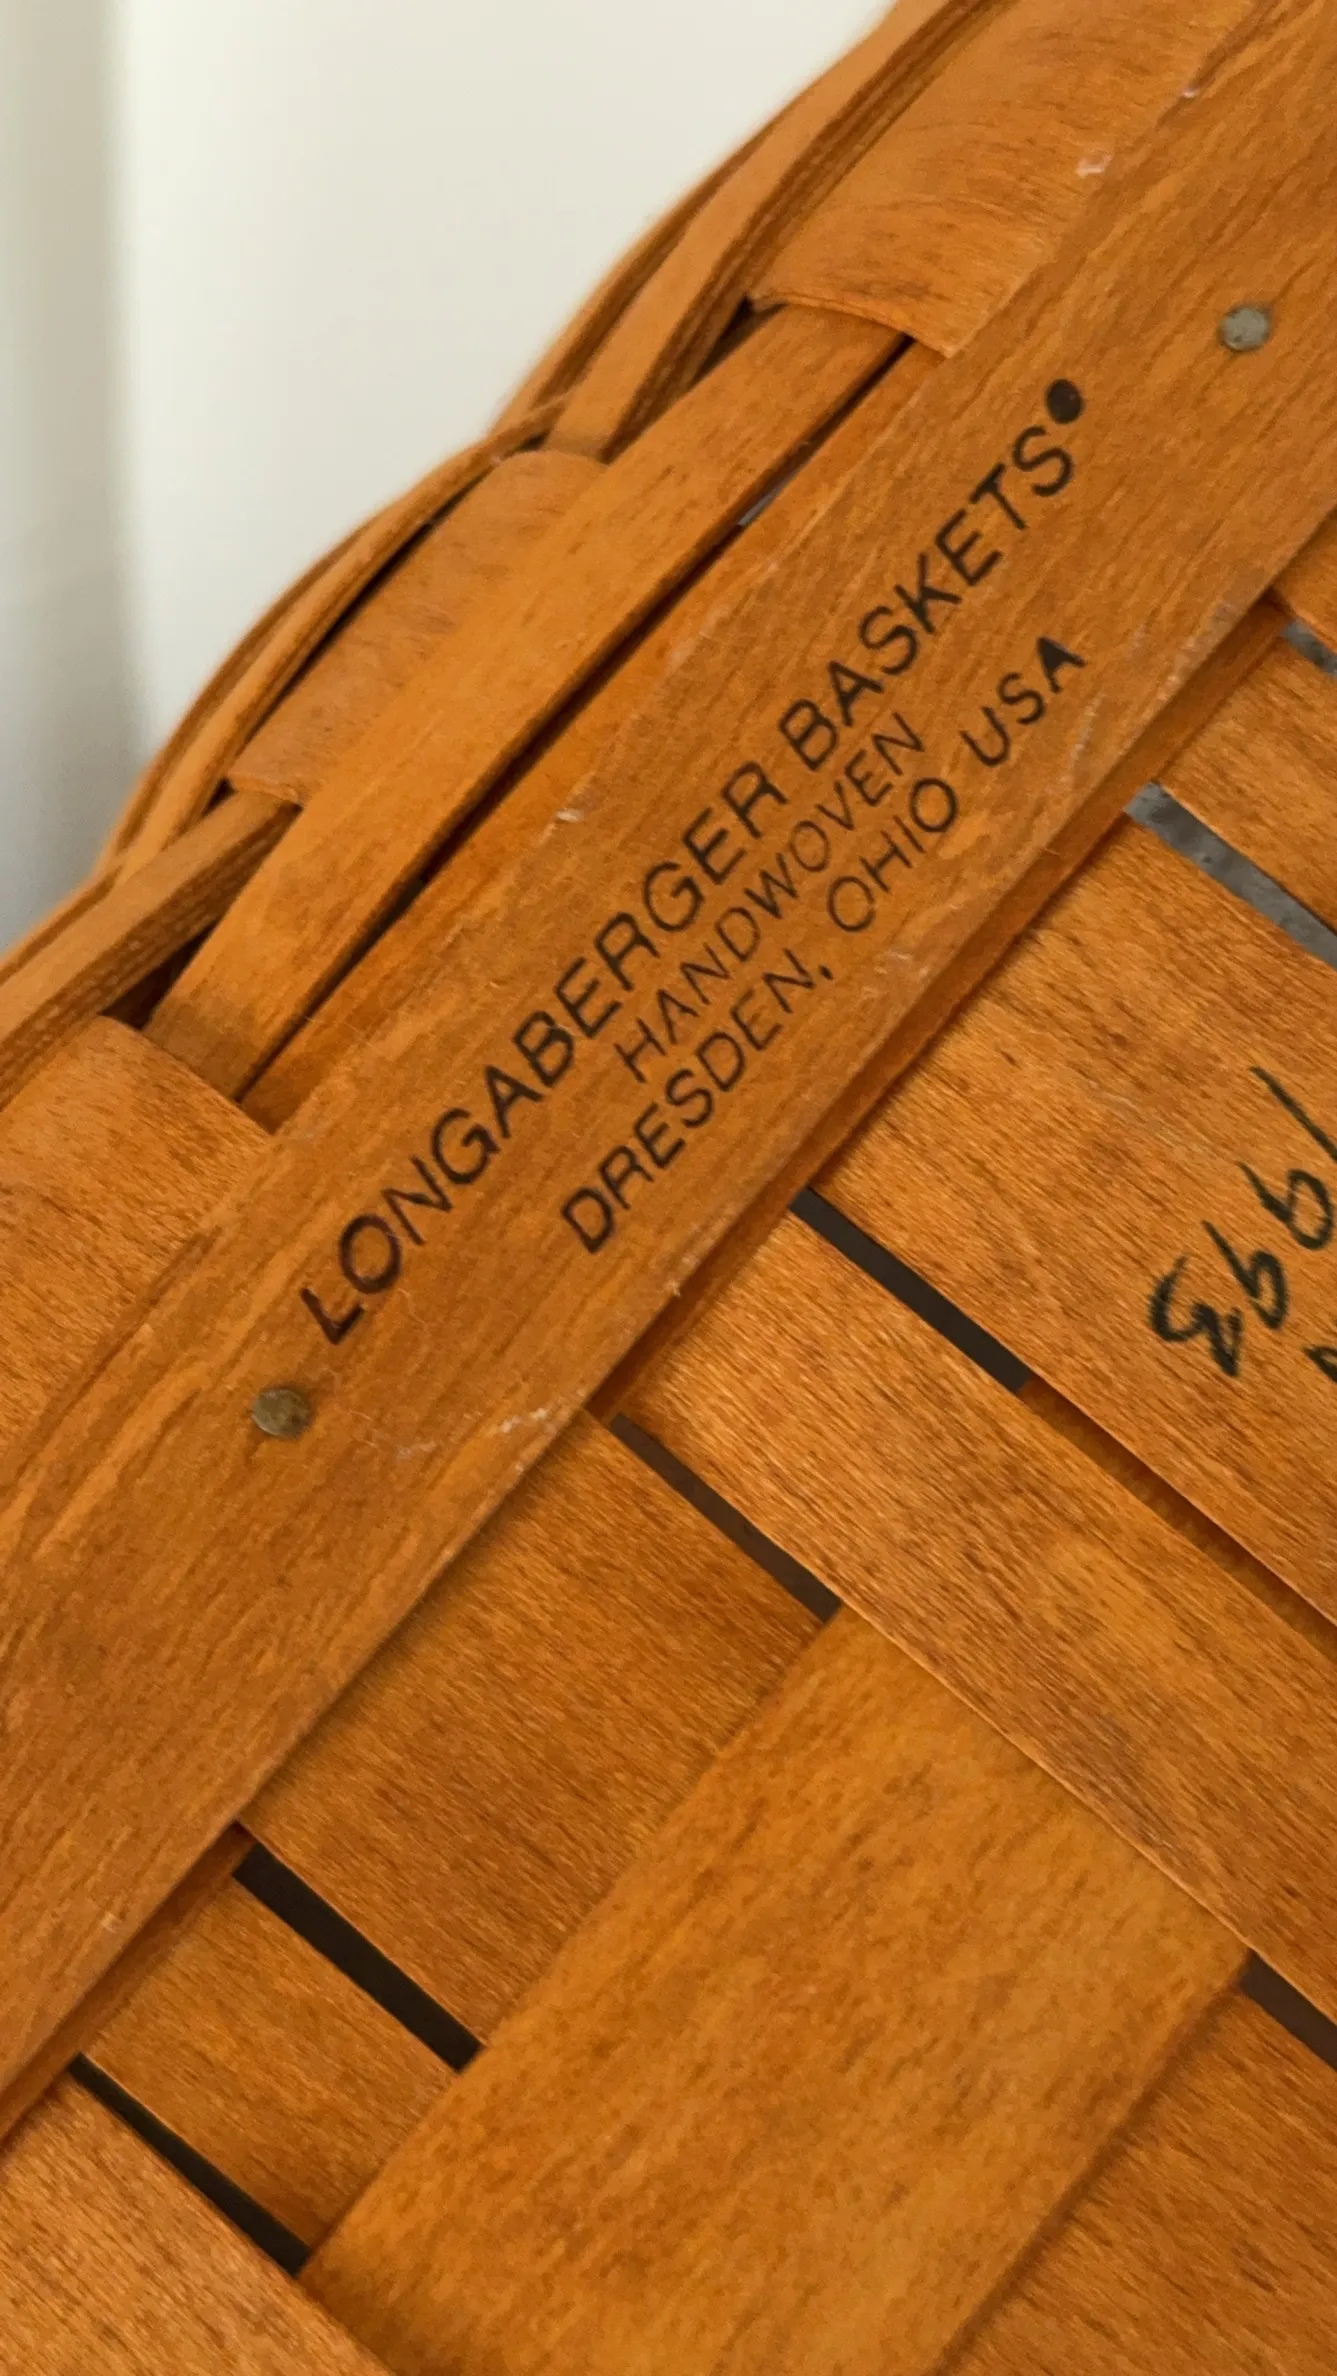 LONGABERGER BASKETS
HANDWOVEN
DRESDEN, OHIO USA
1993